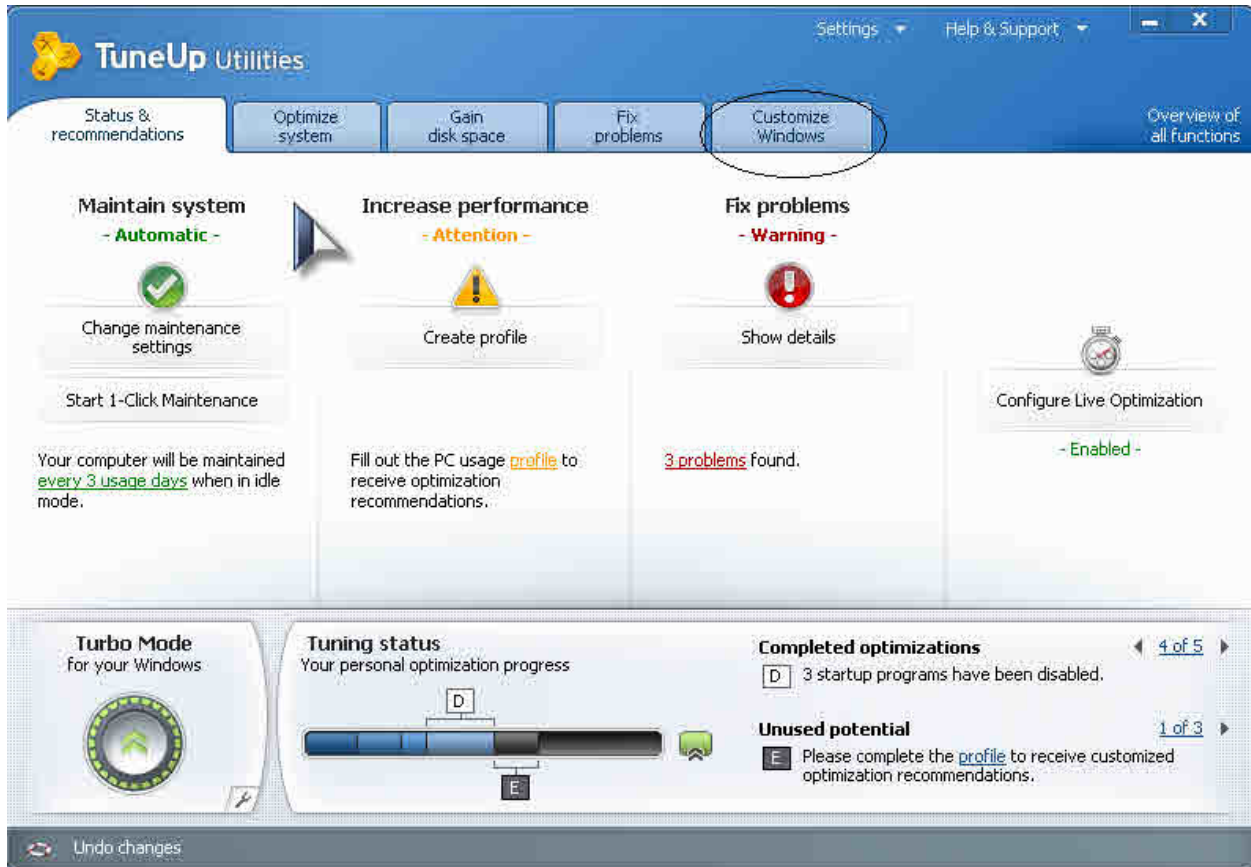 Settings
Help & Support
TuneUp Utilities
Status &
recommendations
Optimize
system
Gain
disk space
Fix
problems
Customize
Windows
Overview of
all functions
Maintain system
- Automatic -
Change maintenance
settings
Start 1-Click Maintenance
Your computer will be maintained
every 3 usage days when in idle
mode.
Increase performance
- Attention -
Create profile
Fill out the PC usage profile to
receive optimization
recommendations.
Fix problems
- Warning -
Show details
3 problems found.
Configure Live Optimization
- Enabled -
Turbo Mode
for your Windows
Tuning status
Your personal optimization progress
D
E
Completed optimizations
4 of 5
D 3 startup programs have been disabled.
Unused potential
1 of 3
E Please complete the profile to receive customized
optimization recommendations.
Undo changes